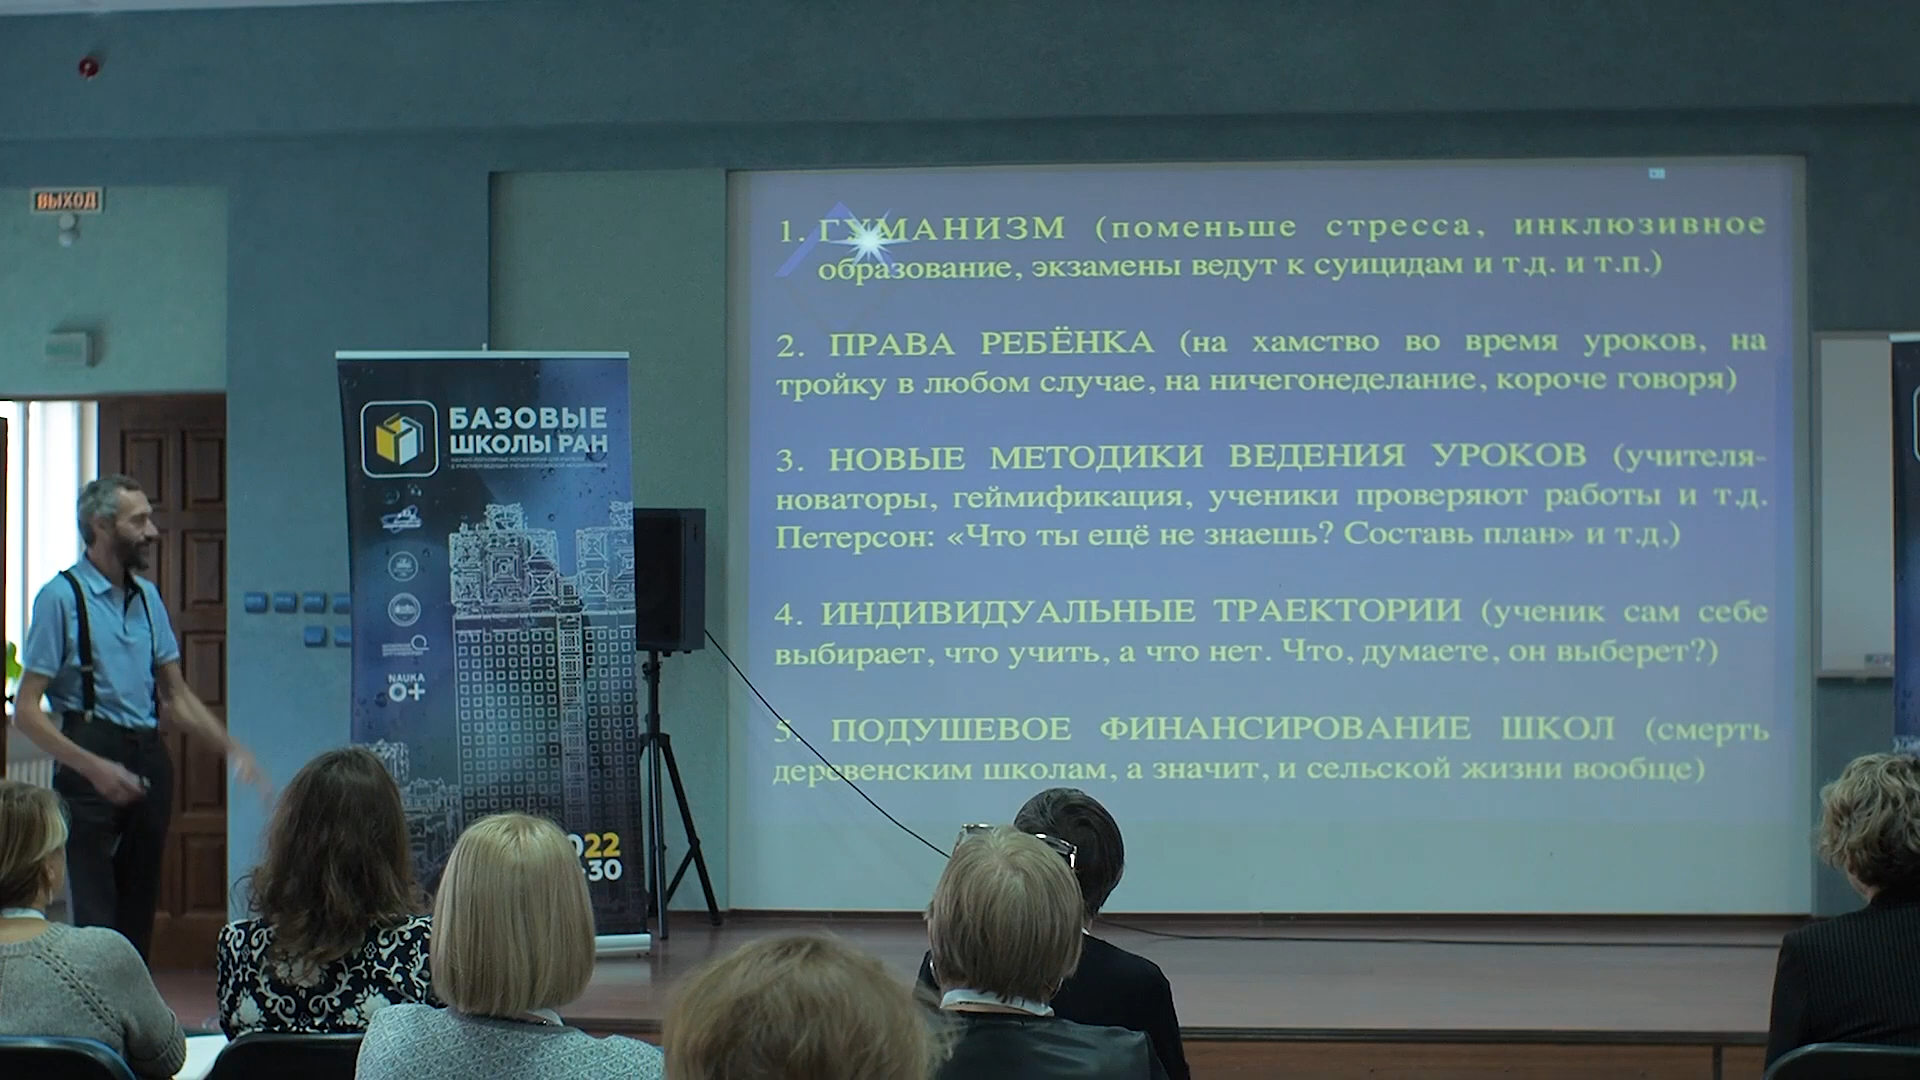 ВЫХОД
БАЗОВЫЕ
ШКОЛЫ РАН
NAUKA
0+
22
30
1. ГУМАНИЗМ (поменьше стресса, инклюзивное
образование, экзамены ведут к суицидам и т.д. и т.п.)
2. ПРАВА РЕБЁНКА (на хамство во время уроков, на
тройку в любом случае, на ничегонеделание, короче говоря)
3. НОВЫЕ МЕТОДИКИ ВЕДЕНИЯ УРОКОВ (учителя-
новаторы, геймификация, ученики проверяют работы и т.д.
Петерсон: «Что ты ещё не знаешь? Составь план» и т.д.)
4. ИНДИВИДУАЛЬНЫЕ ТРАЕКТОРИИ (ученик сам себе
выбирает, что учить, а что нет. Что, думаете, он выберет?)
5. ПОДУШЕВОЕ ФИНАНСИРОВАНИЕ ШКОЛ (смерть
деревенским школам, а значит, и сельской жизни вообще)